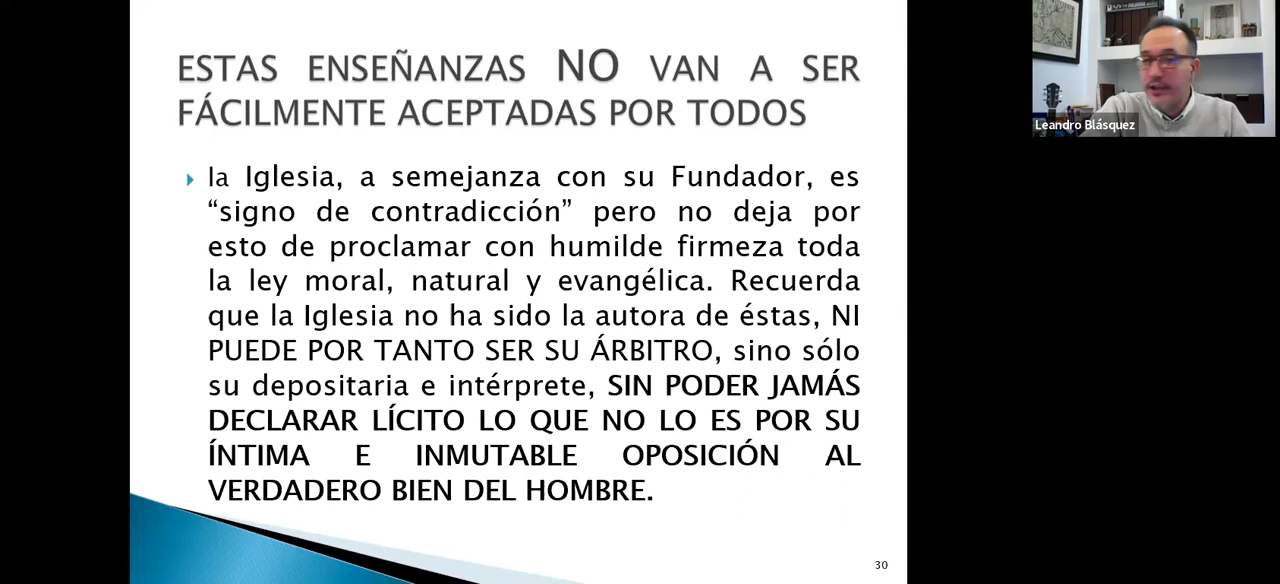 ESTAS ENSEÑANZAS NO VAN A SER
FÁCILMENTE ACEPTADAS POR TODOS
la Iglesia, a semejanza con su Fundador, es
“signo de contradicción” pero no deja por
esto de proclamar con humilde firmeza toda
la ley moral, natural y evangélica. Recuerda
que la Iglesia no ha sido la autora de éstas, NI
PUEDE POR TANTO SER SU ÁRBITRO, sino sólo
su depositaria e intérprete, SIN PODER JAMÁS
DECLARAR LÍCITO LO QUE NO LO ES POR SU
ÍNTIMA E INMUTABLE OPOSICIÓN AL
VERDADERO BIEN DEL HOMBRE.
30
Leandro Blásquez